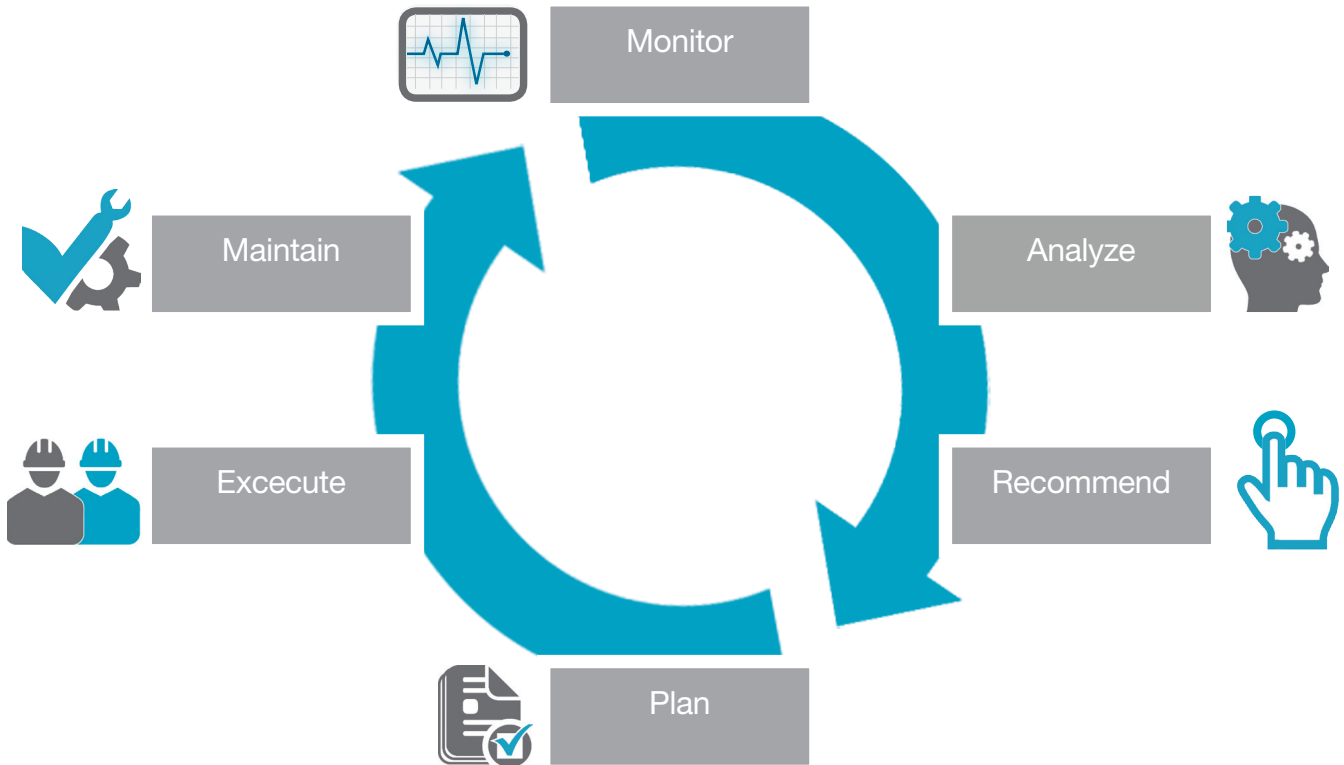 Monitor
Maintain
Analyze
Excecute
Recommend
Plan